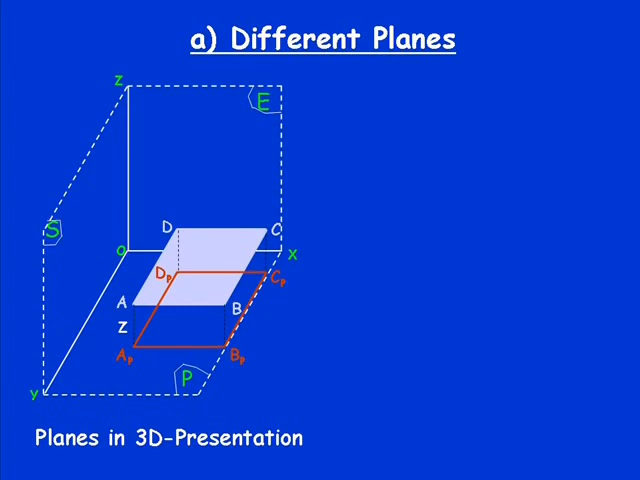 a) Different Planes
Z
E
S
D
C
O
X
Dp
Cp
A
B
Z
Ap
Bp
P
Y
Planes in 3D-Presentation